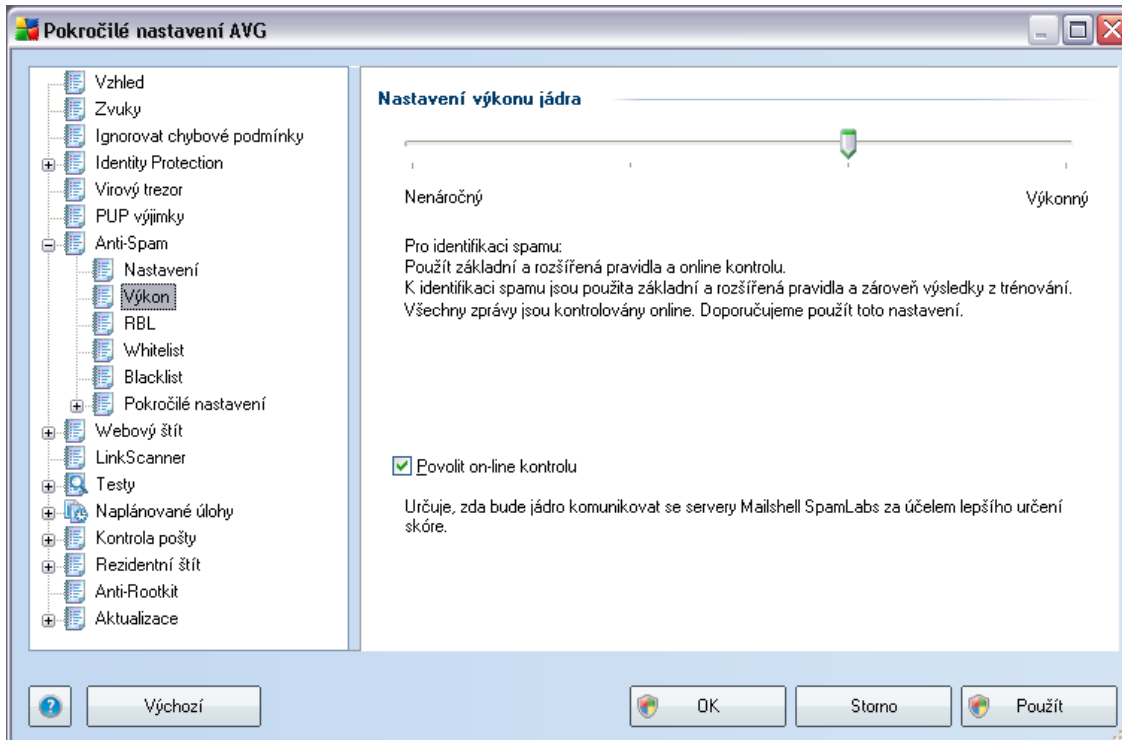 Pokročilé nastavení AVG
Vzhled
Zvuky
Ignorovat chybové podmínky
Identity Protection
Virový trezor
PUP výjimky
Anti-Spam
Nastavení
Výkon
RBL
Whitelist
Blacklist
Pokročilé nastavení
Webový štít
LinkScanner
Testy
Naplánované úlohy
Kontrola pošty
Rezidentní štít
Anti-Rootkit
Aktualizace
Nastavení výkonu jádra
Nenáročný
Výkonný
Pro identifikaci spamu:
Použít základní a rozšířená pravidla a online kontrolu.
K identifikaci spamu jsou použita základní a rozšířená pravidla a zároveň výsledky z trénování.
Všechny zprávy jsou kontrolovány online. Doporučujeme použít toto nastavení.
Povolit on-line kontrolu
Určuje, zda bude jádro komunikovat se servery Mailshell SpamLabs za účelem lepšího určení
skóre.
Výchozí
OK
Storno
Použít